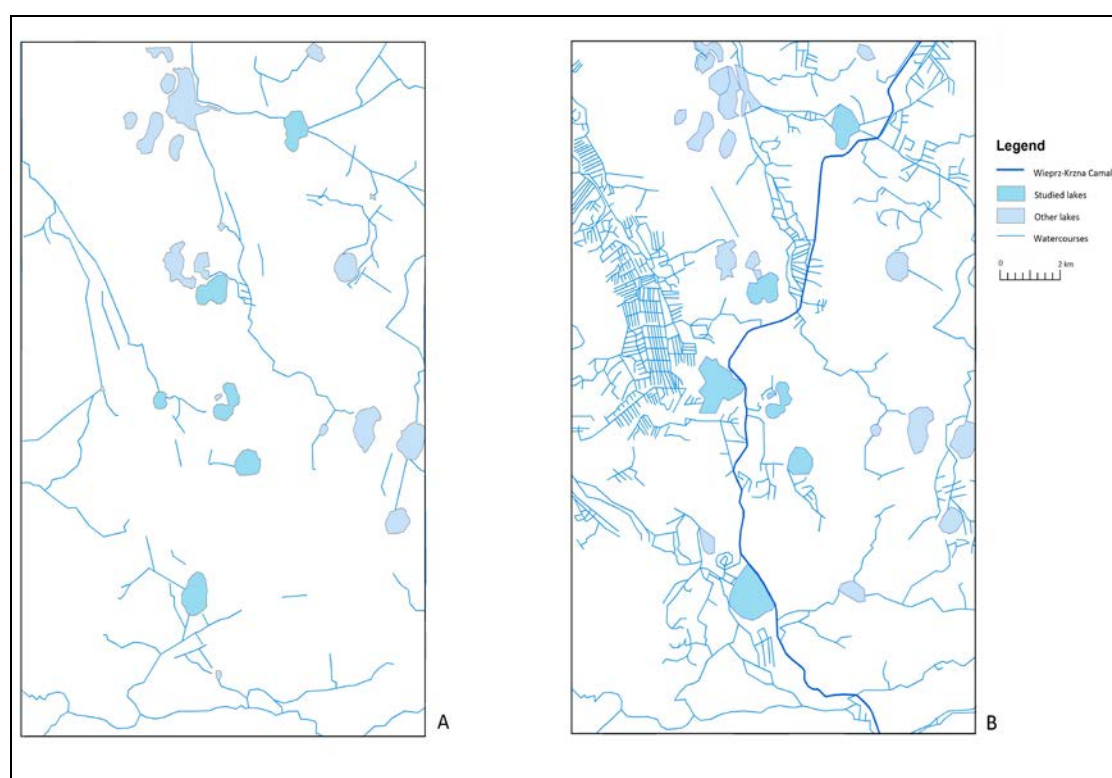 Legend
Wieprz-Krzna Camal
Studied lakes
Other lakes
Watercourses
0 2 km
A
B